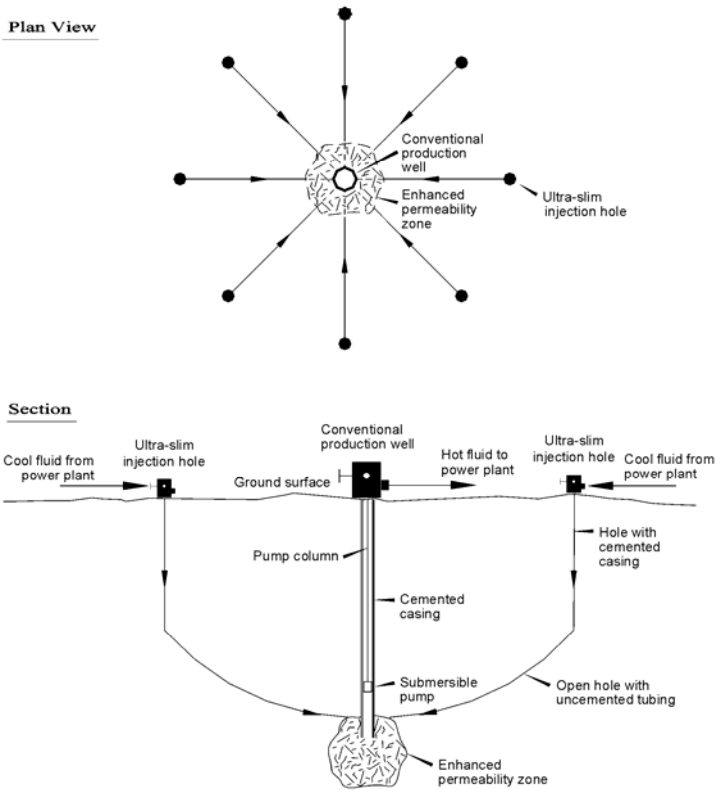 Plan View
Conventional
production
well
Enhanced
permeability
zone
Ultra-slim
injection hole
Section
Ultra-slim
injection hole
Conventional
production well
Ultra-slim
injection hole
Cool fluid from
power plant
Ground surface
Hot fluid to
power plant
Cool fluid from
power plant
Hole with
cemented
casing
Pump column
Cemented
casing
Submersible
pump
Open hole with
uncemented tubing
Enhanced
permeability zone